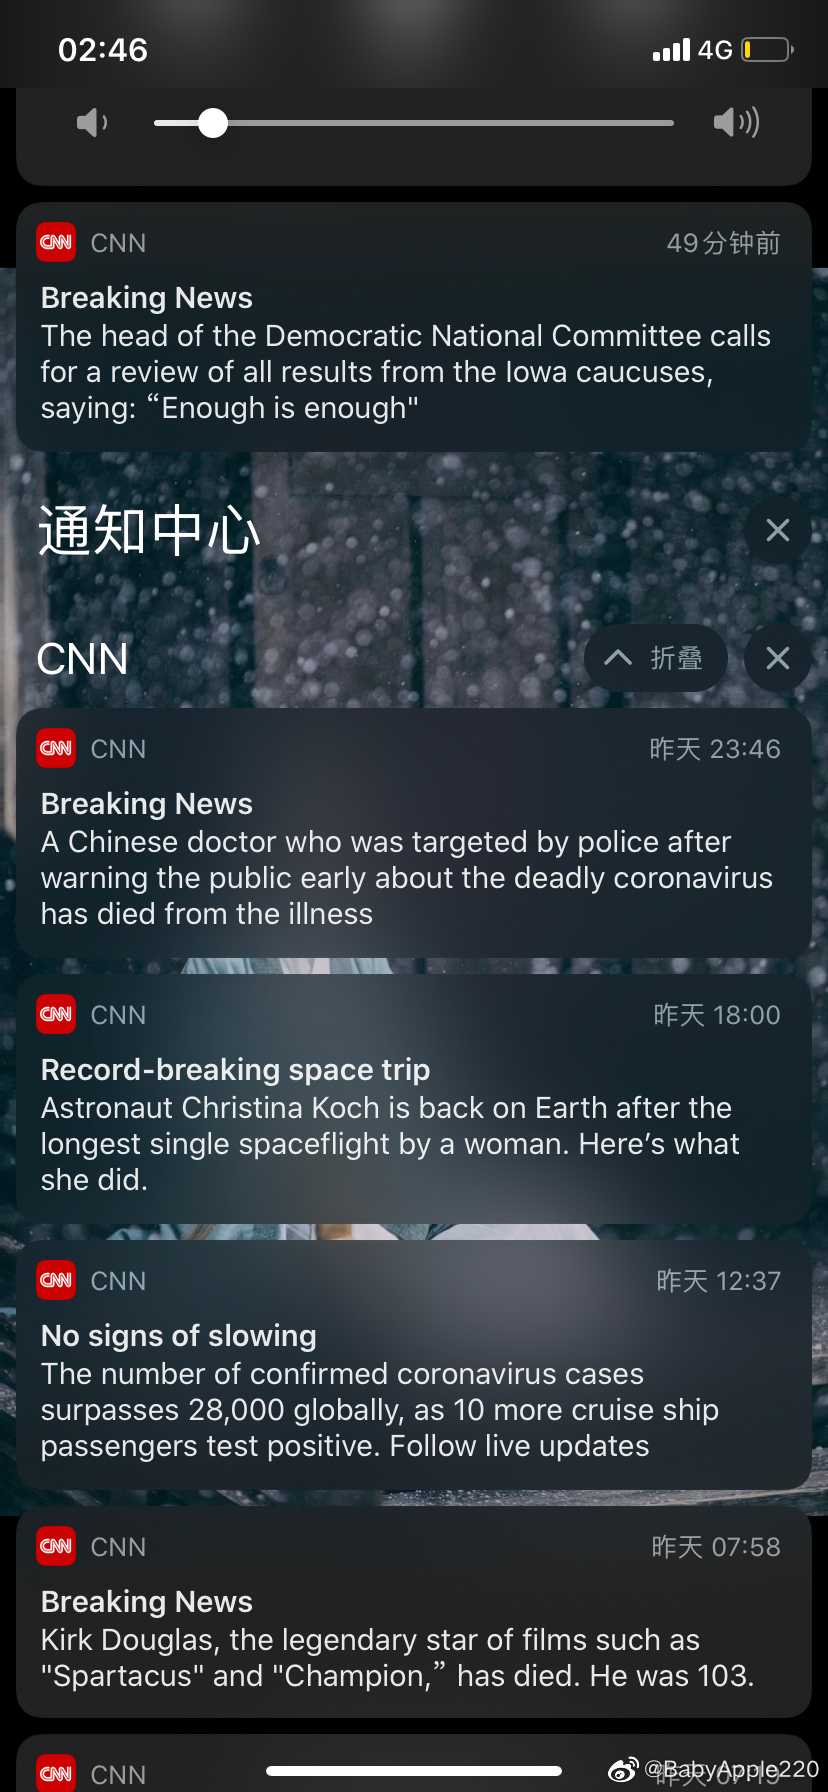 02:46
4G
CNN CNN 49分钟前
Breaking News
The head of the Democratic National Committee calls
for a review of all results from the Iowa caucuses,
saying: “Enough is enough"
通知中心
CNN 折叠
CNN CNN 昨天 23:46
Breaking News
A Chinese doctor who was targeted by police after
warning the public early about the deadly coronavirus
has died from the illness
CNN CNN 昨天 18:00
Record-breaking space trip
Astronaut Christina Koch is back on Earth after the
longest single spaceflight by a woman. Here’s what
she did.
CNN CNN 昨天 12:37
No signs of slowing
The number of confirmed coronavirus cases
surpasses 28,000 globally, as 10 more cruise ship
passengers test positive. Follow live updates
CNN CNN 昨天 07:58
Breaking News
Kirk Douglas, the legendary star of films such as
"Spartacus" and "Champion,” has died. He was 103.
CNN CNN 昨天
@BabyApple220